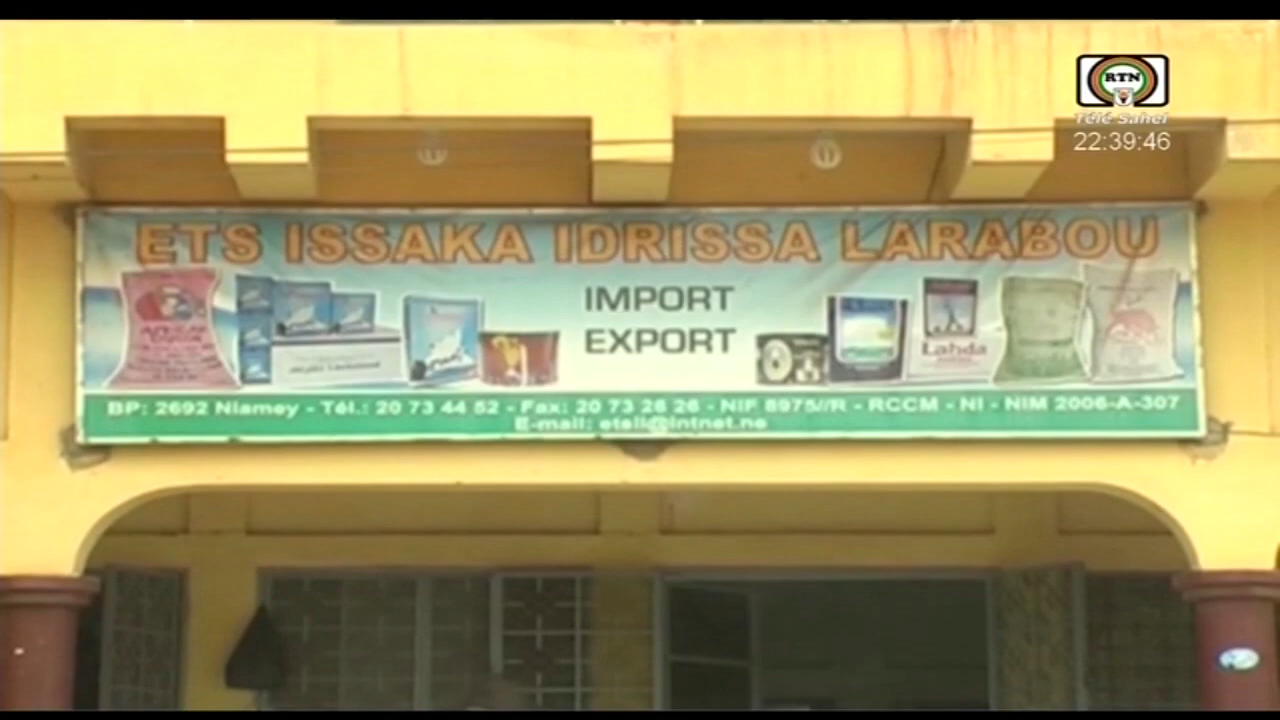 RTN
Télé Sahel
22:39:46
ETS ISSAKA IDRISSA LARABOU
IMPORT
EXPORT
Lahda
BP: 2692 Niamey - Tél.: 20 73 44 52 - Fax: 20 73 26 26 - NIF 8975//R - RCCM - NI - NIM 2006-A-307
E-mail: etsii@intnet.ne